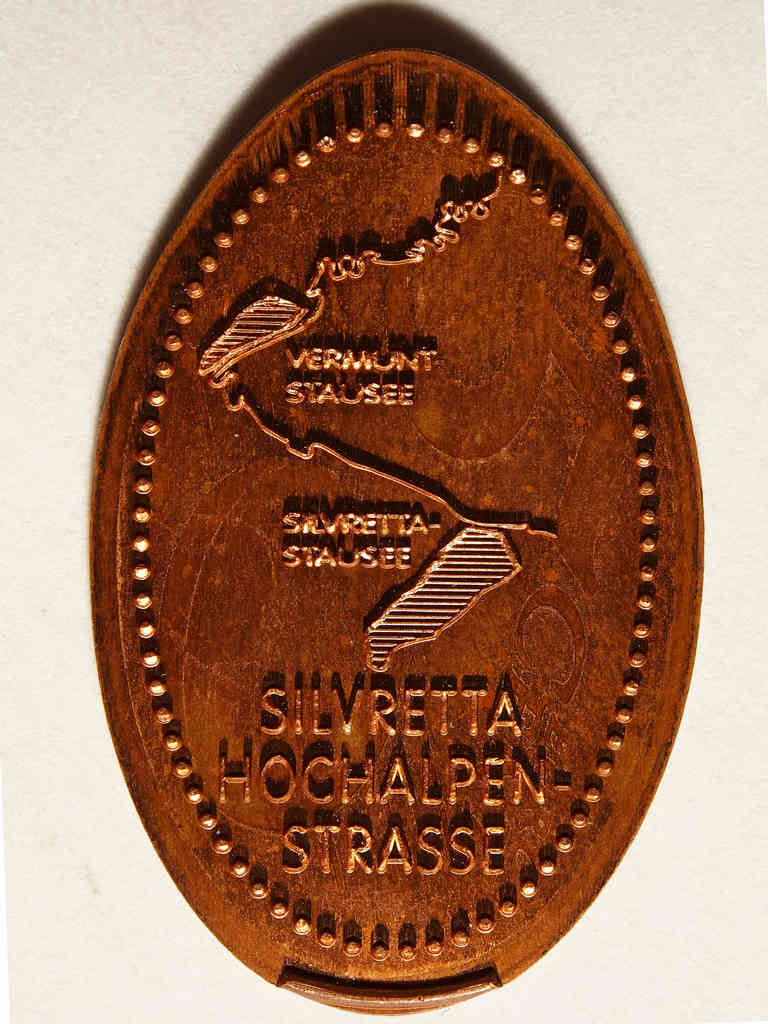 VERMUNT-
STAUSEE
SILVRETTA-
STAUSEE
SILVRETTA
HOCHALPEN-
STRASSE